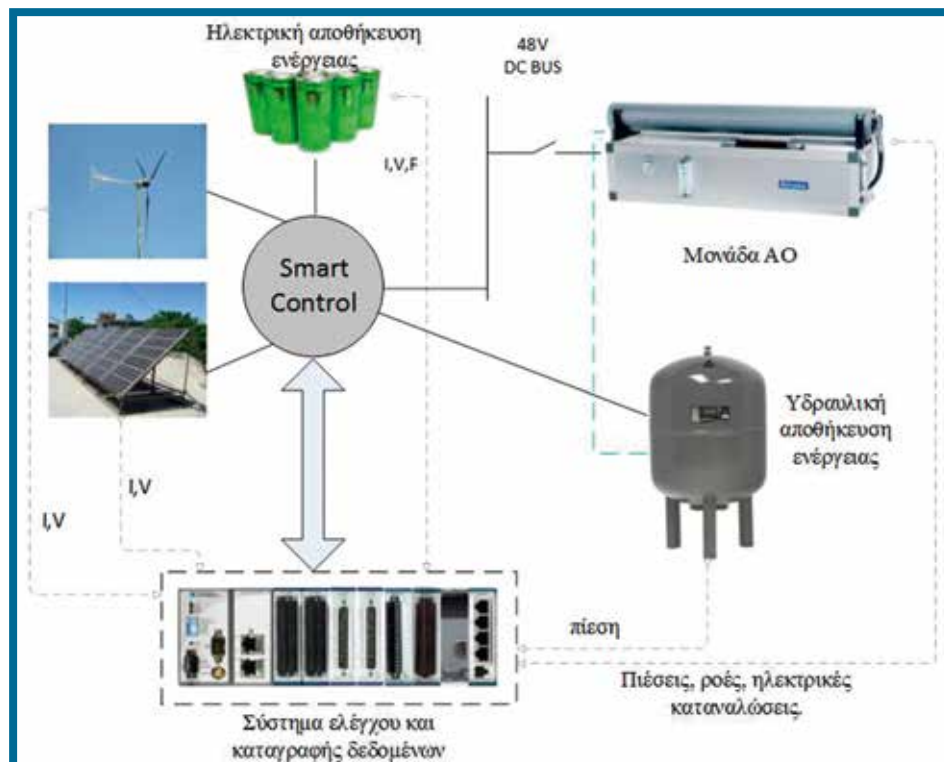 Ηλεκτρική αποθήκευση
ενέργειας
48V
DC BUS
I,V,F
Smart
Control
Μονάδα ΑΟ
Υδραυλική
αποθήκευση
ενέργειας
I,V
I,V
πίεση
Πιέσεις, ροές, ηλεκτρικές
καταναλώσεις.
Σύστημα ελέγχου και
καταγραφής δεδομένων